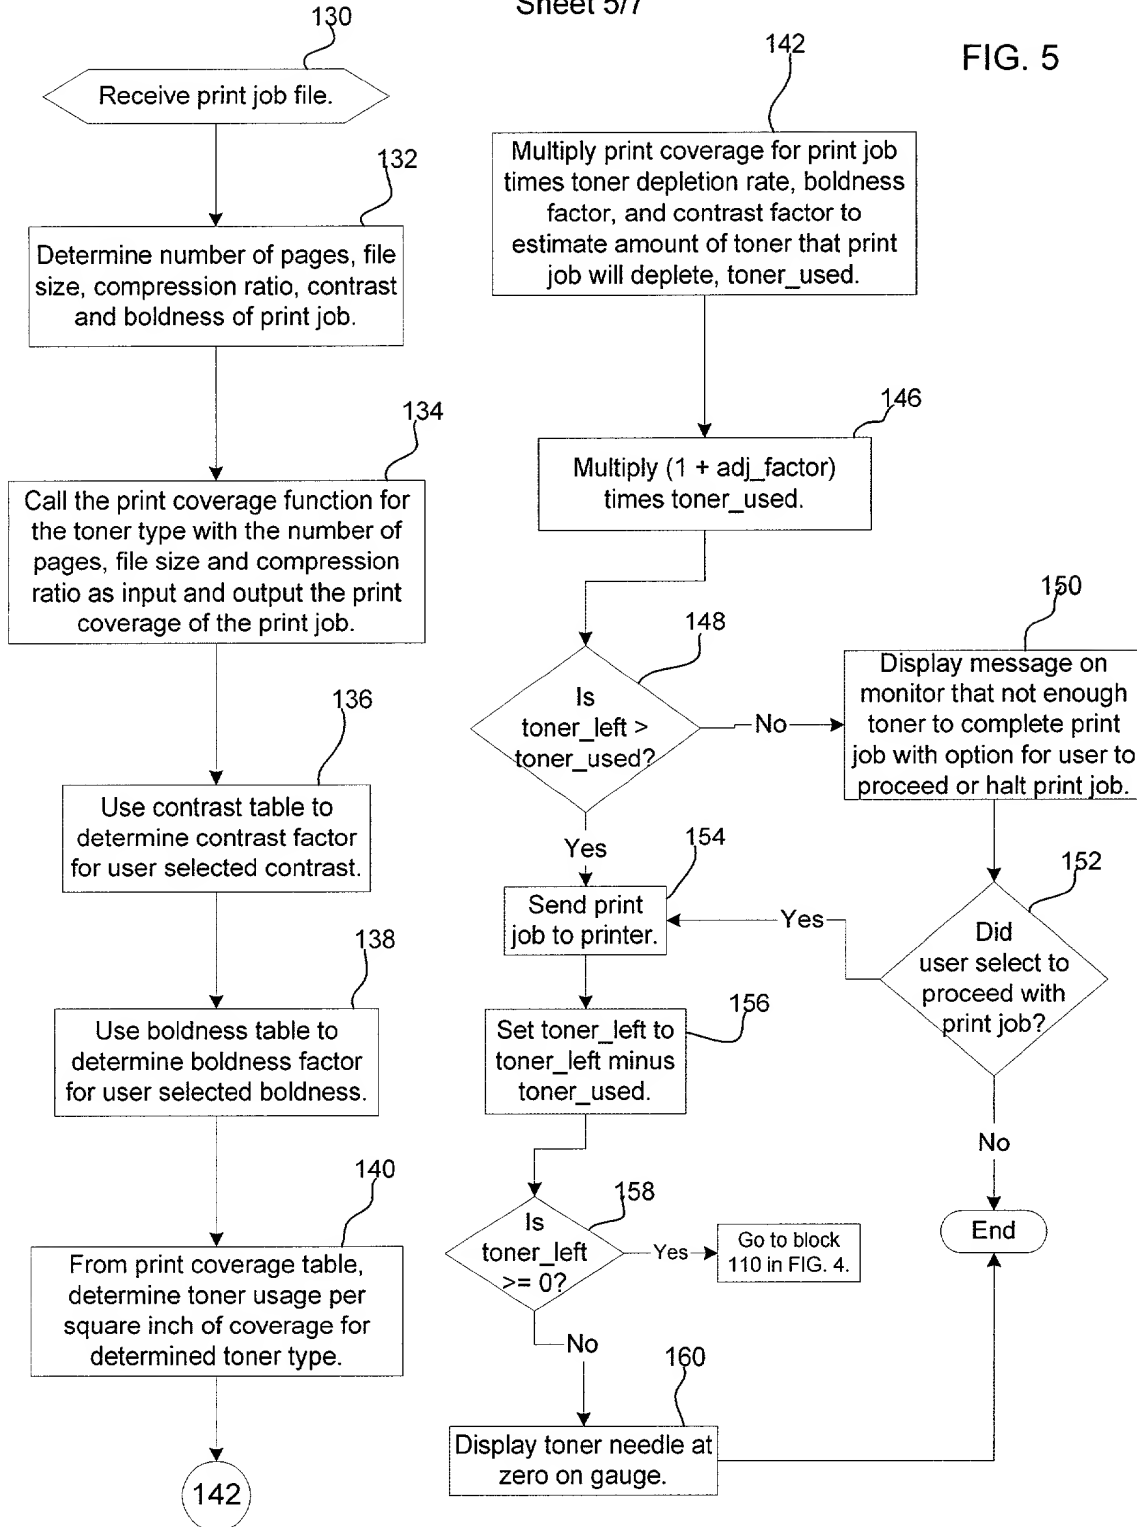 Sheet 5/7
FIG. 5
130
Receive print job file.
132
Determine number of pages, file
size, compression ratio, contrast
and boldness of print job.
134
Call the print coverage function for
the toner type with the number of
pages, file size and compression
ratio as input and output the print
coverage of the print job.
136
Use contrast table to
determine contrast factor
for user selected contrast.
138
Use boldness table to
determine boldness factor
for user selected boldness.
140
From print coverage table,
determine toner usage per
square inch of coverage for
determined toner type.
142
142
Multiply print coverage for print job
times toner depletion rate, boldness
factor, and contrast factor to
estimate amount of toner that print
job will deplete, toner_used.
146
Multiply (1 + adj_factor)
times toner_used.
148
Is
toner_left >
toner_used?
No
Yes
150
Display message on
monitor that not enough
toner to complete print
job with option for user to
proceed or halt print job.
152
Did
user select to
proceed with
print job?
Yes
No
End
154
Send print
job to printer.
156
Set toner_left to
toner_left minus
toner_used.
158
Is
toner_left
>= 0?
Yes
Go to block
110 in FIG. 4.
No
160
Display toner needle at
zero on gauge.